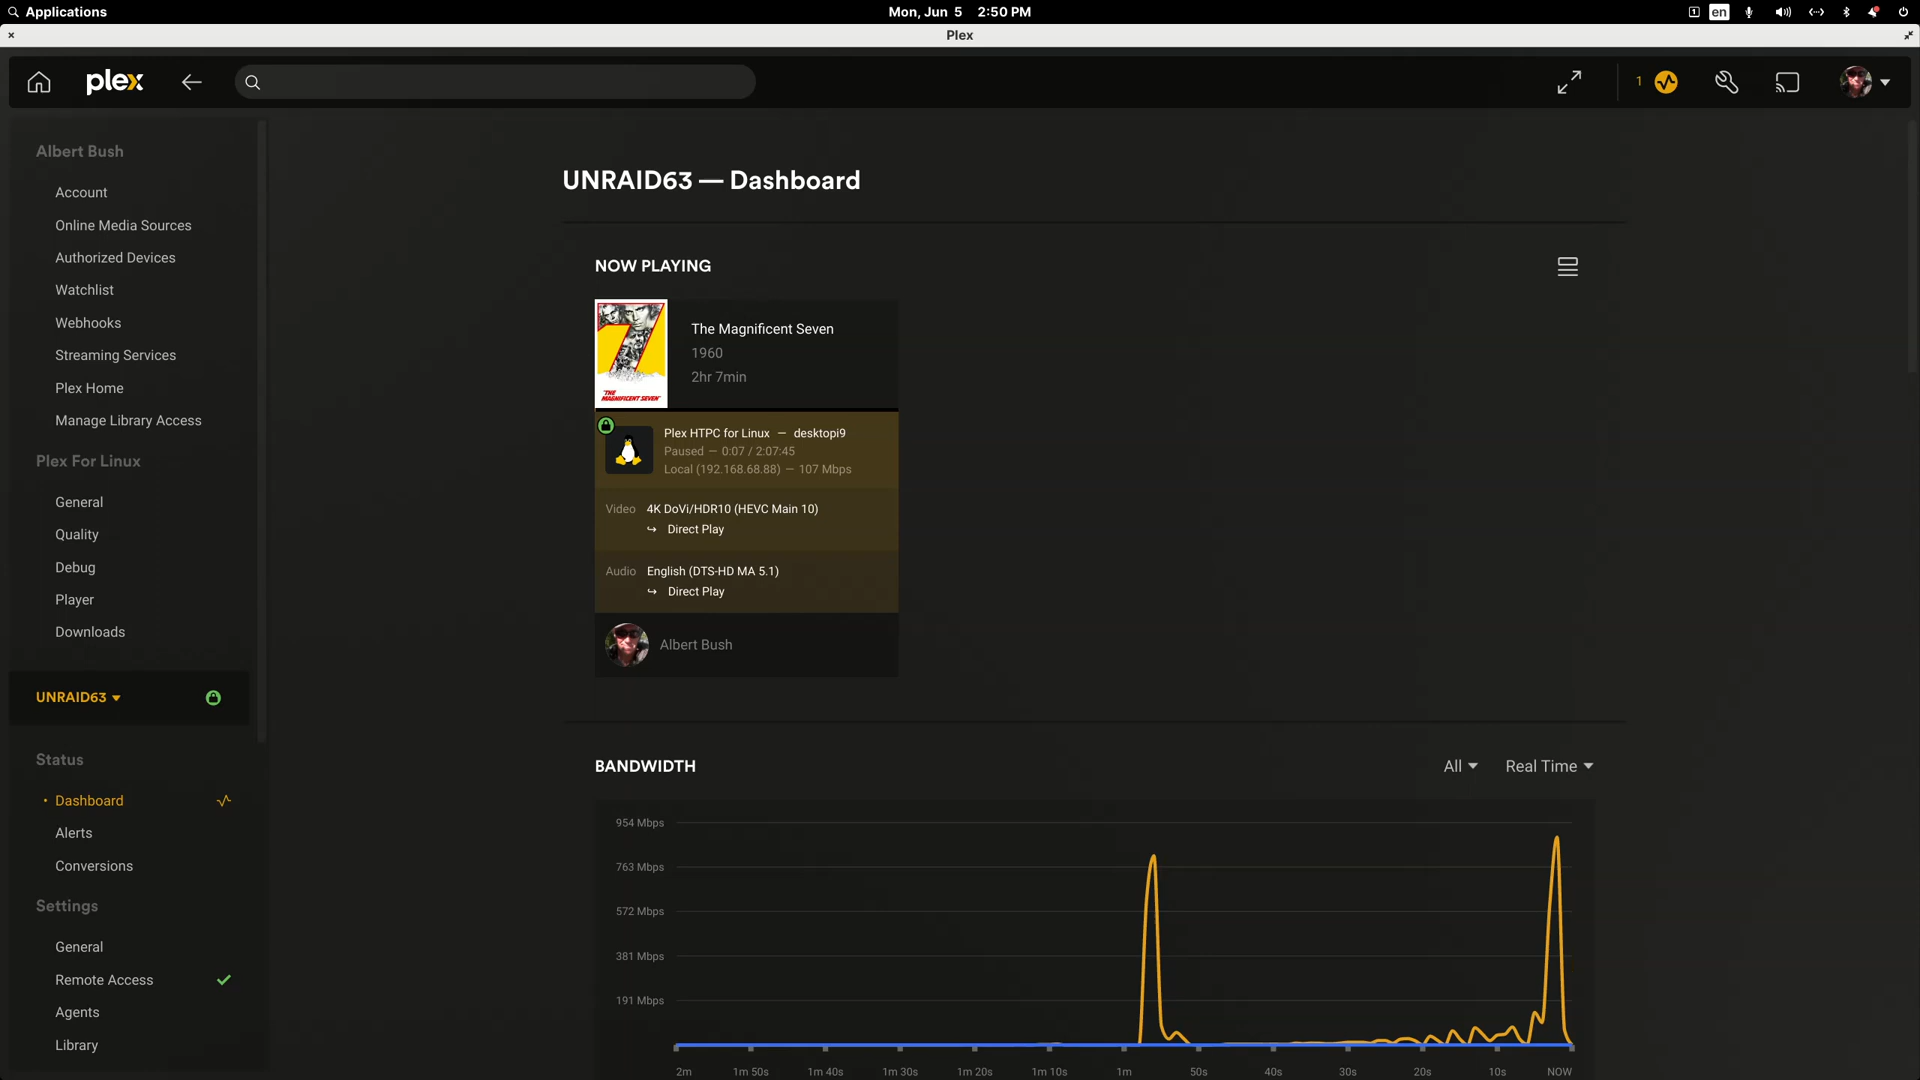 Applications
Mon, Jun 5 2:50 PM
1
en
Plex
plex
1
Albert Bush
Account
Online Media Sources
Authorized Devices
Watchlist
Webhooks
Streaming Services
Plex Home
Manage Library Access
Plex For Linux
General
Quality
Debug
Player
Downloads
UNRAID63
Status
Dashboard
Alerts
Conversions
Settings
General
Remote Access
Agents
Library
UNRAID63 — Dashboard
NOW PLAYING
7
THE
MAGNIFICENT SEVEN
The Magnificent Seven
1960
2hr 7min
Plex HTPC for Linux — desktopi9
Paused — 0:07 / 2:07:45
Local (192.168.68.88) — 107 Mbps
Video 4K DoVi/HDR10 (HEVC Main 10)
Direct Play
Audio English (DTS-HD MA 5.1)
Direct Play
Albert Bush
BANDWIDTH
All Real Time
954 Mbps
763 Mbps
572 Mbps
381 Mbps
191 Mbps
2m 1m 50s 1m 40s 1m 30s 1m 20s 1m 10s 1m 50s 40s 30s 20s 10s NOW